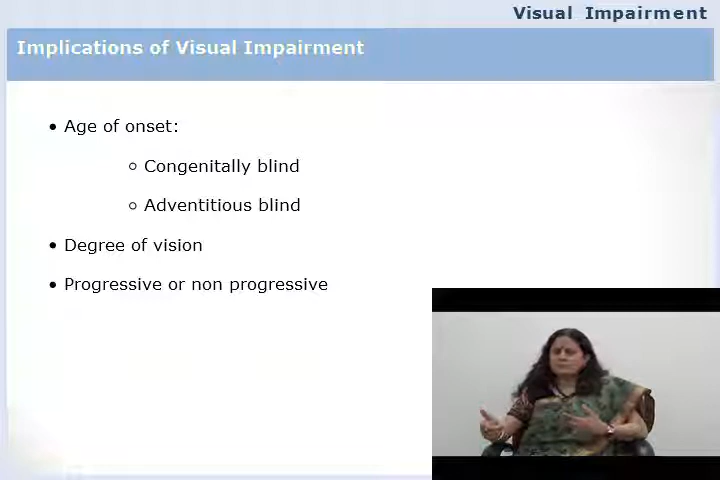 Visual Impairment
Implications of Visual Impairment
• Age of onset:
○ Congenitally blind
○ Adventitious blind
• Degree of vision
• Progressive or non progressive